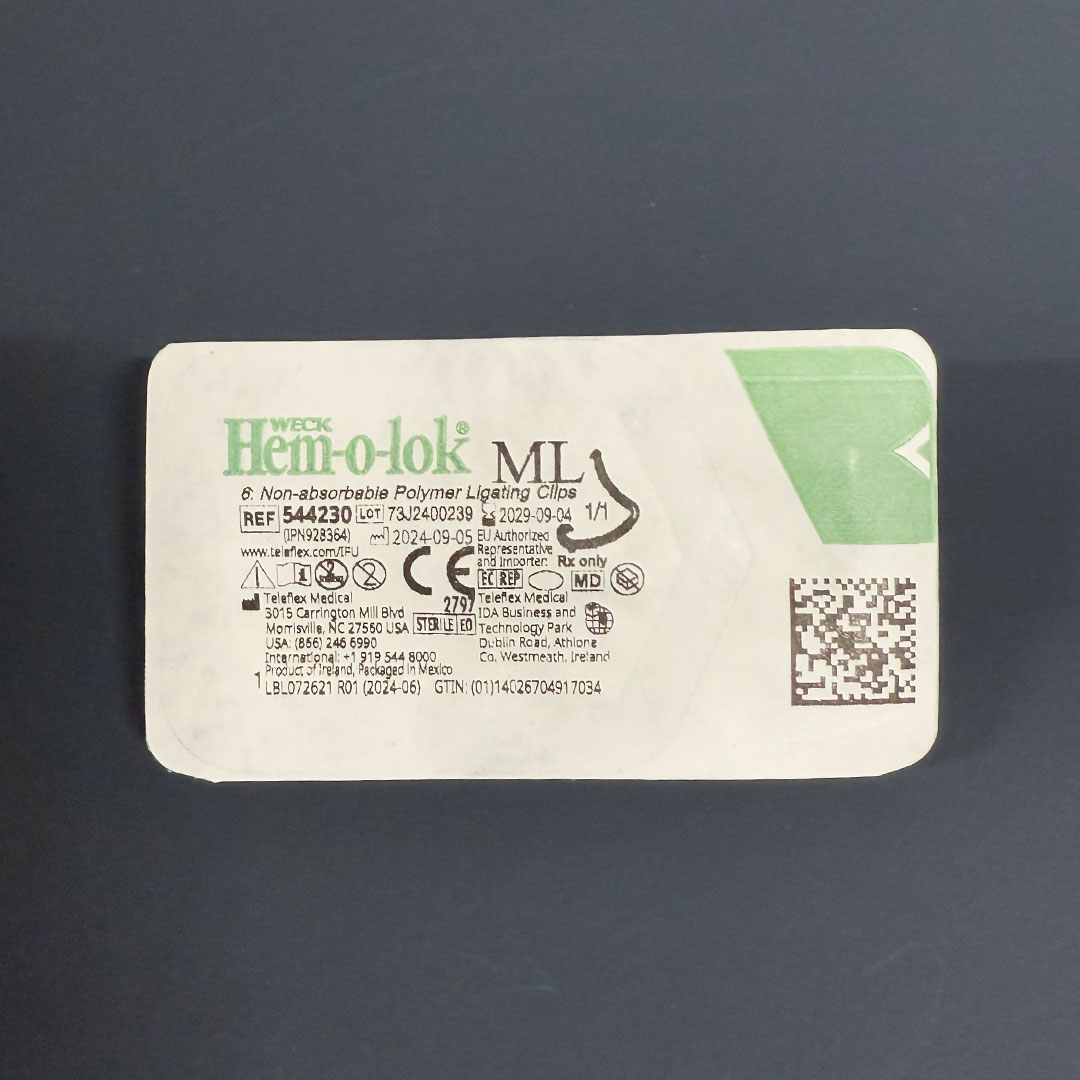 WECK
Hem-o-lok® ML
6 Non-absorbable Polymer Ligating Clips
REF 544230 LOT 73J2400239 2029-09-04 1/1
(IPN928364) 2024-09-05
www.teleflex.com/IFU
EU Authorized
Representative
and Importer: Rx only
CE
2797
EC REP MD
Teleflex Medical
3015 Carrington Mill Blvd
Morrisville, NC 27560 USA
USA: (866) 246 6990
International: +1 919 544 8000
Product of Ireland, Packaged in Mexico
STERILE EO
Teleflex Medical
IDA Business and
Technology Park
Dublin Road, Athlone
Co. Westmeath, Ireland
1 LBL072621 R01 (2024-06) GTIN: (01)14026704917034